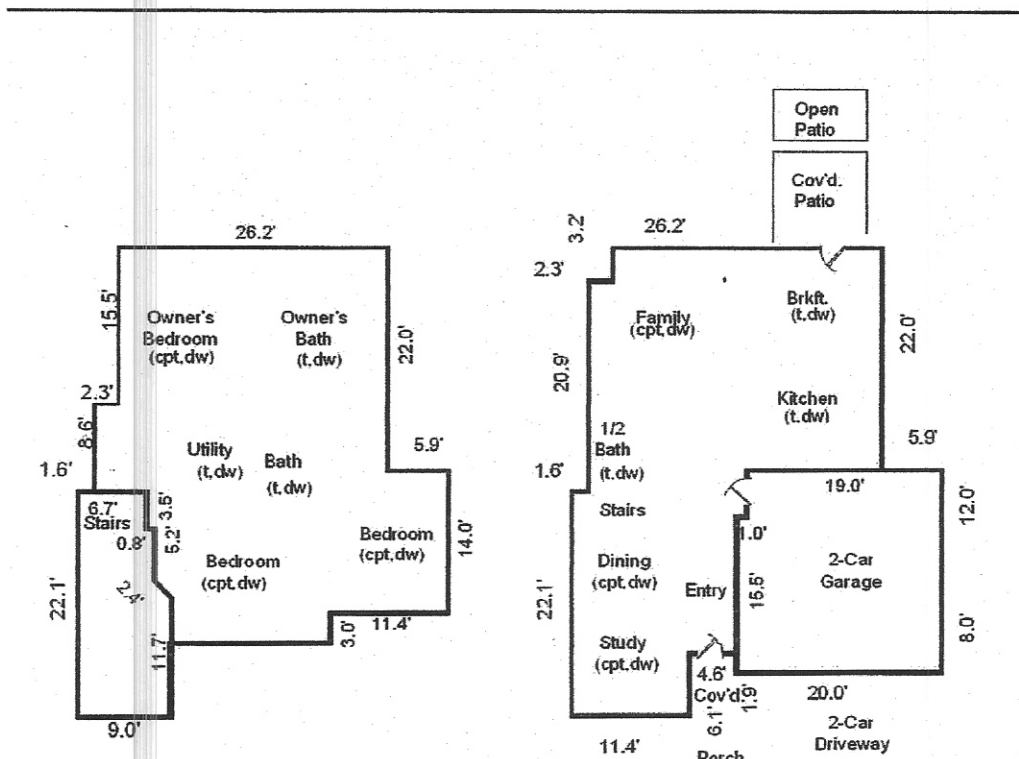 Open
Patio
Cov'd.
Patio
26.2'
15.5'
Owner's
Bedroom
(cpt,dw)
Owner's
Bath
(t,dw)
22.0'
2.3'
8.6'
Utility
(t,dw)
Bath
(t,dw)
5.9'
1.6'
6.7'
Stairs
3.5'
0.8'
5.2'
Bedroom
(cpt,dw)
Bedroom
(cpt,dw)
14.0'
22.1'
2.4'
11.7'
3.0'
11.4'
9.0'
3.2'
26.2'
2.3'
Family
(cpt,dw)
Brkft.
(t.dw)
22.0'
20.9'
Kitchen
(t.dw)
1/2
Bath
(t.dw)
5.9'
1.6'
19.0'
Stairs
1.0'
12.0'
Dining
(cpt,dw)
Entry
15.5'
2-Car
Garage
22.1'
8.0'
Study
(cpt,dw)
4.6'
Cov'd.
6.1'
1.9'
20.0'
11.4'
Porch
2-Car
Driveway